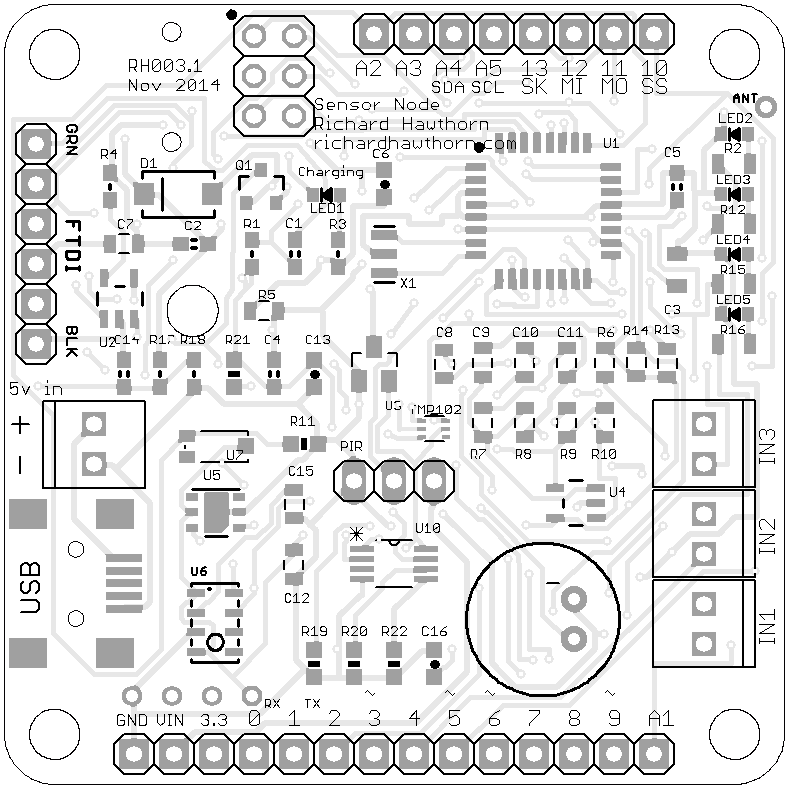 RH003.1
Nov 2014
A2 A3 A4 A5 13 12 11 10
SDA SCL SK MI MO SS
Sensor Node
Richard Hawthorn
richardhawthorn.com
ANT
GRN
FTDI
BLK
R4
D1
Q1
Charging
LED1
C6
U1
C5
LED2
R2
LED3
R12
LED4
R15
LED5
R16
C7
C2
R1
C1
R3
X1
C3
R5
U2
C14
R17
R18
R21
C4
C13
C8
C9
C10
C11
R6
R14
R13
5v in
+
-
U3
TMP102
R11
PIR
R7
R8
R9
R10
IN3
U7
U5
C15
U4
U10
IN2
USB
U6
C12
IN1
R19
R20
R22
C16
RX TX ~ ~ ~ ~
GND VIN 3.3 0 1 2 3 4 5 6 7 8 9 A1